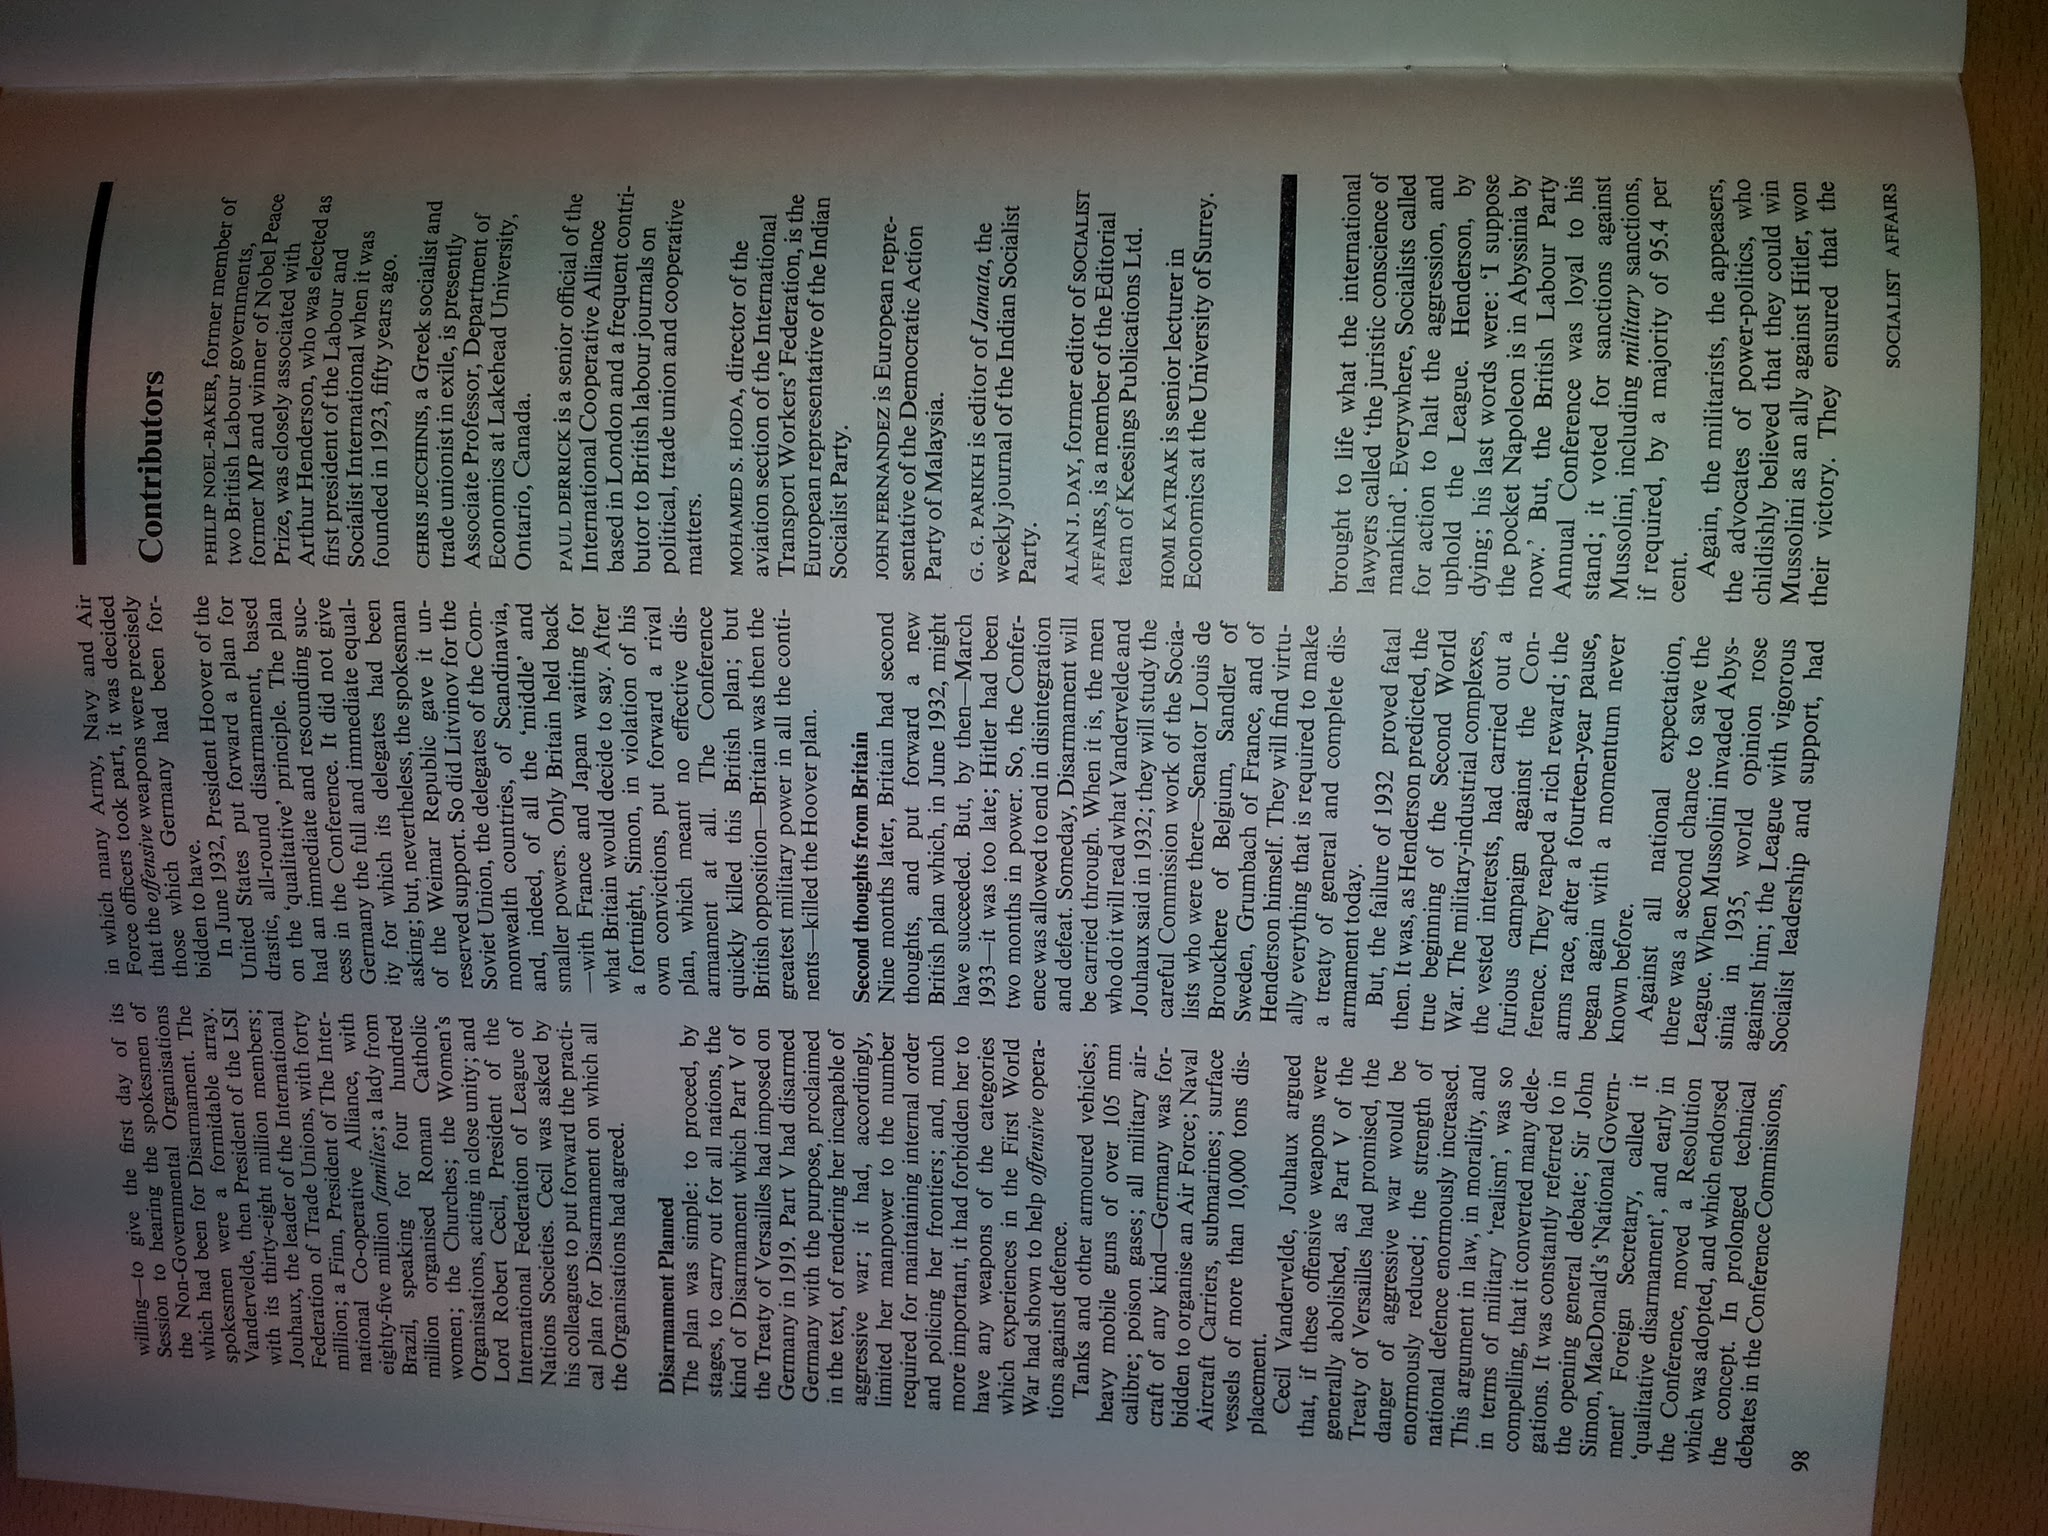 willing—to give the first day of its
Session to hearing the spokesmen of
the Non-Governmental Organisations
which had been for Disarmament. The
spokesmen were a formidable array.
Vandervelde, then President of the LSI
with its thirty-eight million members;
Jouhaux, the leader of the International
Federation of Trade Unions, with forty
million; a Finn, President of The Inter-
national Co-operative Alliance, with
eighty-five million families; a lady from
Brazil, speaking for four hundred
million organised Roman Catholic
women; the Churches; the Women's
Organisations, acting in close unity; and
Lord Robert Cecil, President of the
International Federation of League of
Nations Societies. Cecil was asked by
his colleagues to put forward the practi-
cal plan for Disarmament on which all
the Organisations had agreed.
Disarmament Planned
The plan was simple: to proceed, by
stages, to carry out for all nations, the
kind of Disarmament which Part V of
the Treaty of Versailles had imposed on
Germany in 1919. Part V had disarmed
Germany with the purpose, proclaimed
in the text, of rendering her incapable of
aggressive war; it had, accordingly,
limited her manpower to the number
required for maintaining internal order
and policing her frontiers; and, much
more important, it had forbidden her to
have any weapons of the categories
which experiences in the First World
War had shown to help offensive opera-
tions against defence.
Tanks and other armoured vehicles;
heavy mobile guns of over 105 mm
calibre; poison gases; all military air-
craft of any kind—Germany was for-
bidden to organise an Air Force; Naval
Aircraft Carriers, submarines; surface
vessels of more than 10,000 tons dis-
placement.
Cecil Vandervelde, Jouhaux argued
that, if these offensive weapons were
generally abolished, as Part V of the
Treaty of Versailles had promised, the
danger of aggressive war would be
enormously reduced; the strength of
national defence enormously increased.
This argument in law, in morality, and
in terms of military 'realism', was so
compelling, that it converted many dele-
gations. It was constantly referred to in
the opening general debate; Sir John
Simon, MacDonald's 'National Govern-
ment' Foreign Secretary, called it
'qualitative disarmament', and early in
the Conference, moved a Resolution
which was adopted, and which endorsed
the concept. In prolonged technical
debates in the Conference Commissions,
98
in which many Army, Navy and Air
Force officers took part, it was decided
that the offensive weapons were precisely
those which Germany had been for-
bidden to have.
In June 1932, President Hoover of the
United States put forward a plan for
drastic, all-round disarmament, based
on the 'qualitative' principle. The plan
had an immediate and resounding suc-
cess in the Conference. It did not give
Germany the full and immediate equal-
ity for which its delegates had been
asking; but, nevertheless, the spokesman
of the Weimar Republic gave it un-
reserved support. So did Litvinov for the
Soviet Union, the delegates of the Com-
monwealth countries, of Scandinavia,
and, indeed, of all the 'middle' and
smaller powers. Only Britain held back
—with France and Japan waiting for
what Britain would decide to say. After
a fortnight, Simon, in violation of his
own convictions, put forward a rival
plan, which meant no effective dis-
armament at all. The Conference
quickly killed this British plan; but
British opposition—Britain was then the
greatest military power in all the conti-
nents—killed the Hoover plan.
Second thoughts from Britain
Nine months later, Britain had second
thoughts, and put forward a new
British plan which, in June 1932, might
have succeeded. But, by then—March
1933—it was too late; Hitler had been
two months in power. So, the Confer-
ence was allowed to end in disintegration
and defeat. Someday, Disarmament will
be carried through. When it is, the men
who do it will read what Vandervelde and
Jouhaux said in 1932; they will study the
careful Commission work of the Socia-
lists who were there—Senator Louis de
Brouckhere of Belgium, Sandler of
Sweden, Grumbach of France, and of
Henderson himself. They will find virtu-
ally everything that is required to make
a treaty of general and complete dis-
armament today.
But, the failure of 1932 proved fatal
then. It was, as Henderson predicted, the
true beginning of the Second World
War. The military-industrial complexes,
the vested interests, had carried out a
furious campaign against the Con-
ference. They reaped a rich reward; the
arms race, after a fourteen-year pause,
began again with a momentum never
known before.
Against all national expectation,
there was a second chance to save the
League. When Mussolini invaded Abys-
sinia in 1935, world opinion rose
against him; the League with vigorous
Socialist leadership and support, had
Contributors
PHILIP NOEL-BAKER, former member of
two British Labour governments,
former MP and winner of Nobel Peace
Prize, was closely associated with
Arthur Henderson, who was elected as
first president of the Labour and
Socialist International when it was
founded in 1923, fifty years ago.
CHRIS JECCHINIS, a Greek socialist and
trade unionist in exile, is presently
Associate Professor, Department of
Economics at Lakehead University,
Ontario, Canada.
PAUL DERRICK is a senior official of the
International Cooperative Alliance
based in London and a frequent contri-
butor to British labour journals on
political, trade union and cooperative
matters.
MOHAMED S. HODA, director of the
aviation section of the International
Transport Workers' Federation, is the
European representative of the Indian
Socialist Party.
JOHN FERNANDEZ is European repre-
sentative of the Democratic Action
Party of Malaysia.
G. G. PARIKH is editor of Janata, the
weekly journal of the Indian Socialist
Party.
ALAN J. DAY, former editor of SOCIALIST
AFFAIRS, is a member of the Editorial
team of Keesings Publications Ltd.
HOMI KATRAK is senior lecturer in
Economics at the University of Surrey.
brought to life what the international
lawyers called 'the juristic conscience of
mankind'. Everywhere, Socialists called
for action to halt the aggression, and
uphold the League. Henderson, by
dying; his last words were: 'I suppose
the pocket Napoleon is in Abyssinia by
now.' But, the British Labour Party
Annual Conference was loyal to his
stand; it voted for sanctions against
Mussolini, including military sanctions,
if required, by a majority of 95.4 per
cent.
Again, the militarists, the appeasers,
the advocates of power-politics, who
childishly believed that they could win
Mussolini as an ally against Hitler, won
their victory. They ensured that the
SOCIALIST AFFAIRS